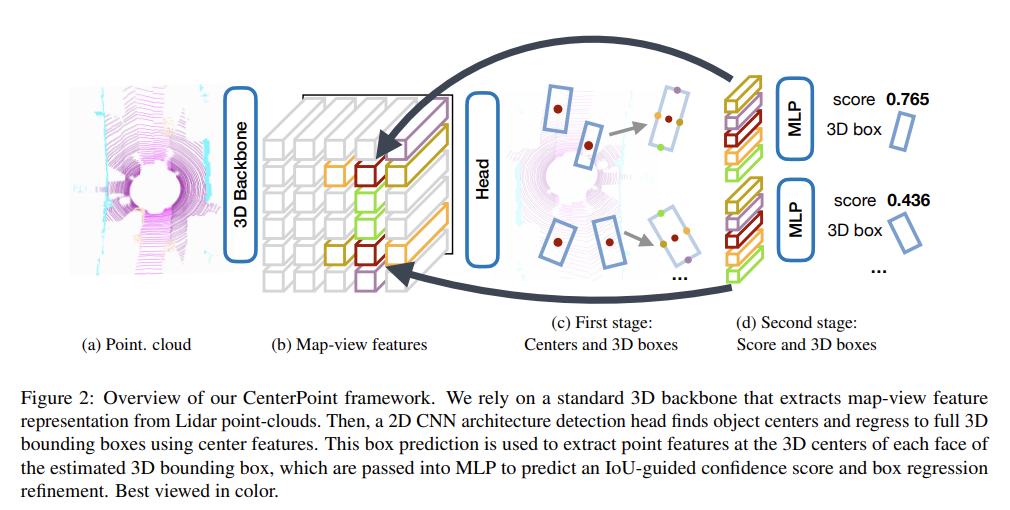 3D Backbone
Head
MLP
score 0.765
3D box
MLP
score 0.436
3D box
...
...
(a) Point. cloud
(b) Map-view features
(c) First stage:
Centers and 3D boxes
(d) Second stage:
Score and 3D boxes
Figure 2: Overview of our CenterPoint framework. We rely on a standard 3D backbone that extracts map-view feature
representation from Lidar point-clouds. Then, a 2D CNN architecture detection head finds object centers and regress to full 3D
bounding boxes using center features. This box prediction is used to extract point features at the 3D centers of each face of
the estimated 3D bounding box, which are passed into MLP to predict an IoU-guided confidence score and box regression
refinement. Best viewed in color.